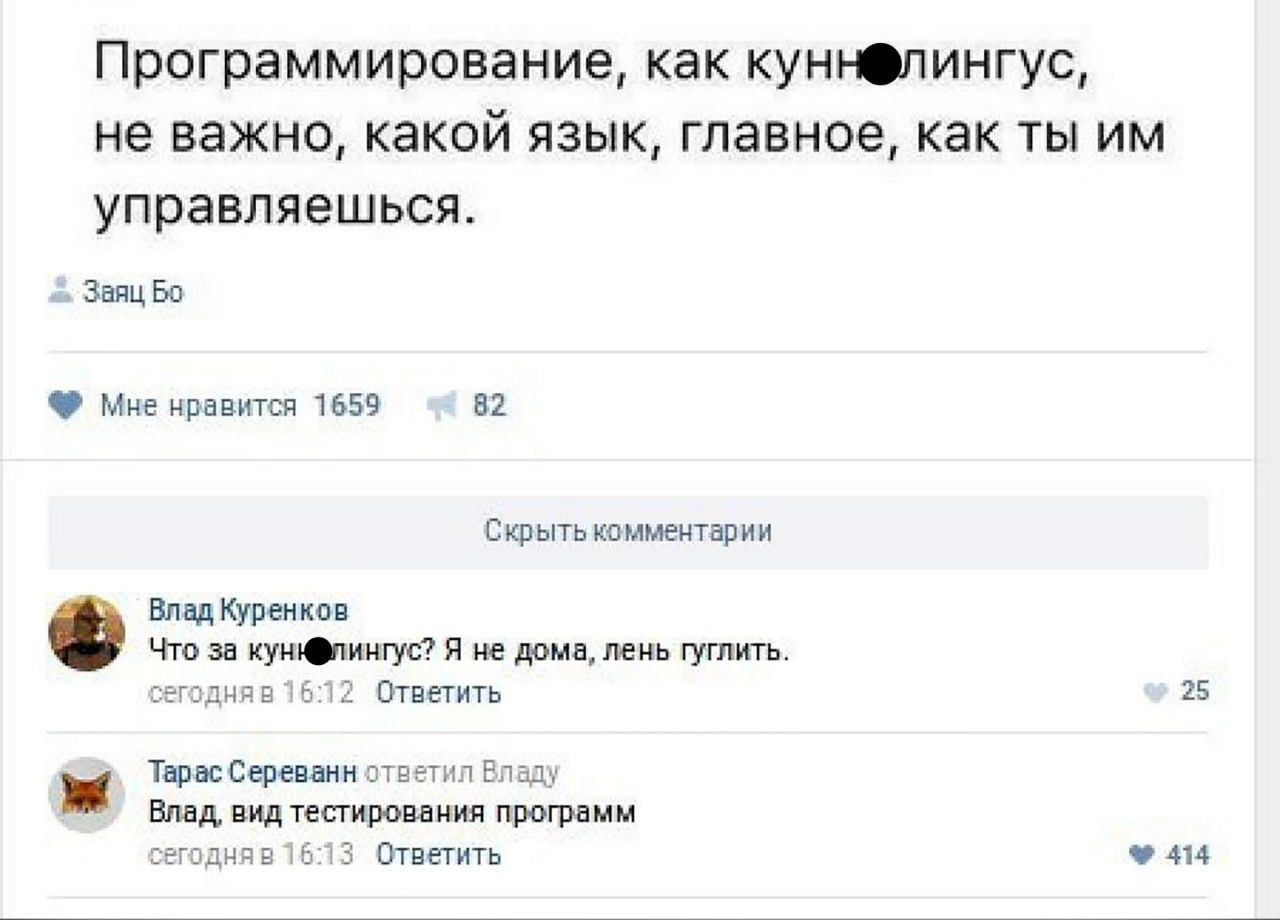 Программирование, как кунн●лингус,
не важно, какой язык, главное, как ты им
управляешься.
Заяц Бо
Мне нравится 1659 82
Скрыть комментарии
Влад Куренков
Что за кунн●лингус? Я не дома, лень гуглить.
сегодня в 16:12 Ответить 25
Тарас Сереванн ответил Владу
Влад, вид тестирования программ
сегодня в 16:13 Ответить 414